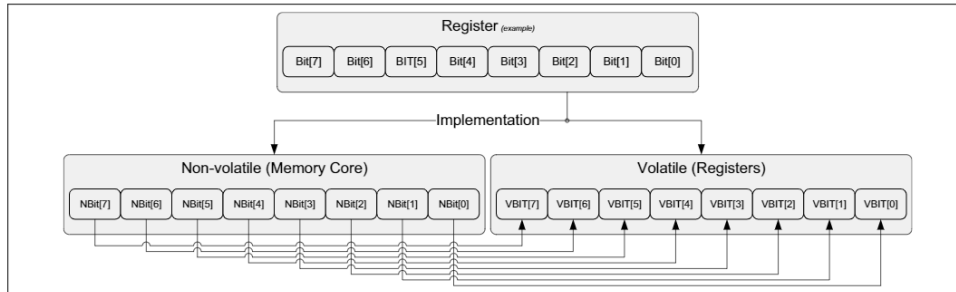 Register (example)
Bit[7] Bit[6] BIT[5] Bit[4] Bit[3] Bit[2] Bit[1] Bit[0]
Implementation
Non-volatile (Memory Core) Volatile (Registers)
NBit[7] NBit[6] NBit[5] NBit[4] NBit[3] NBit[2] NBit[1] NBit[0] VBIT[7] VBIT[6] VBIT[5] VBIT[4] VBIT[3] VBIT[2] VBIT[1] VBIT[0]